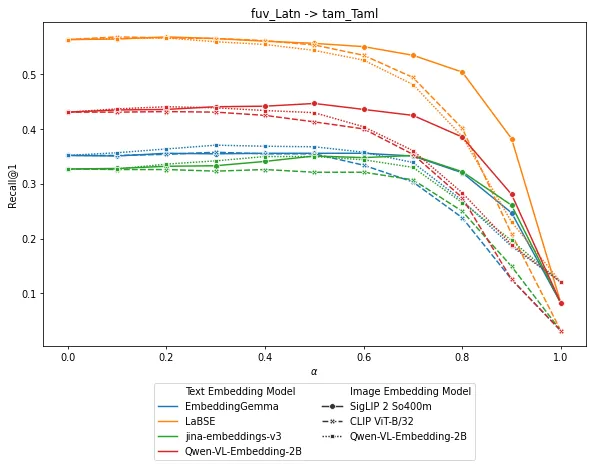 fuv_Latn -> tam_Taml
Recall@1
0.5
0.4
0.3
0.2
0.1
0.0 0.2 0.4 0.6 0.8 1.0
α
Text Embedding Model
EmbeddingGemma
LaBSE
jina-embeddings-v3
Qwen-VL-Embedding-2B
Image Embedding Model
SigLIP 2 So400m
CLIP ViT-B/32
Qwen-VL-Embedding-2B